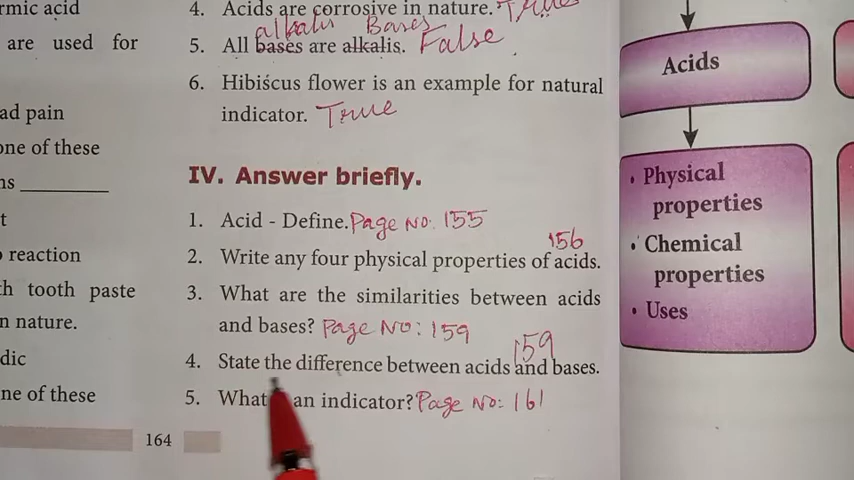 rmic acid
are used for
ad pain
one of these
ns
t
reaction
th tooth paste
n nature.
dic
ne of these
4. Acids are corrosive in nature. True
alkalis Bases
5. All bases are alkalis. False
6. Hibiscus flower is an example for natural
indicator. True
IV. Answer briefly.
1. Acid - Define. Page No: 155
156
2. Write any four physical properties of acids.
3. What are the similarities between acids
and bases? Page No: 159
159
4. State the difference between acids and bases.
5. What an indicator? Page No: 161
164
Acids
• Physical
properties
• Chemical
properties
• Uses